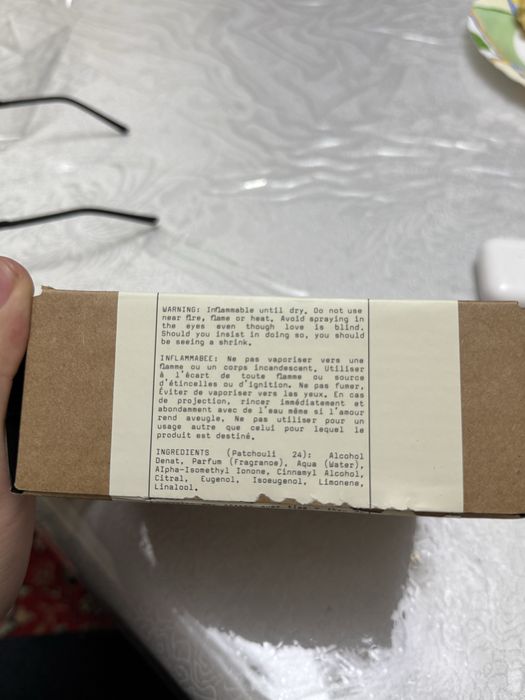 WARNING: Inflammable until dry. Do not use
near fire, flame or heat. Avoid spraying in
the eyes even though love is blind.
Should you insist in doing so, you should
be seeing a shrink.
INFLAMMABEE: Ne pas vaporiser vers une
flamme ou un corps incandescent. Utiliser
à l'écart de toute flamme ou source
d'étincelles ou d'ignition. Ne pas fumer.
Éviter de vaporiser vers les yeux. En cas
de projection, rincer immédiatement et
abondamment avec de l'eau même si l'amour
rend aveugle. Ne pas utiliser pour un
usage autre que celui pour lequel le
produit est destiné.
INGREDIENTS (Patchouli 24): Alcohol
Denat, Parfum (Fragrance), Aqua (Water),
Alpha-Isomethyl Ionone, Cinnamyl Alcohol,
Citral, Eugenol, Isoeugenol, Limonene,
Linalool.